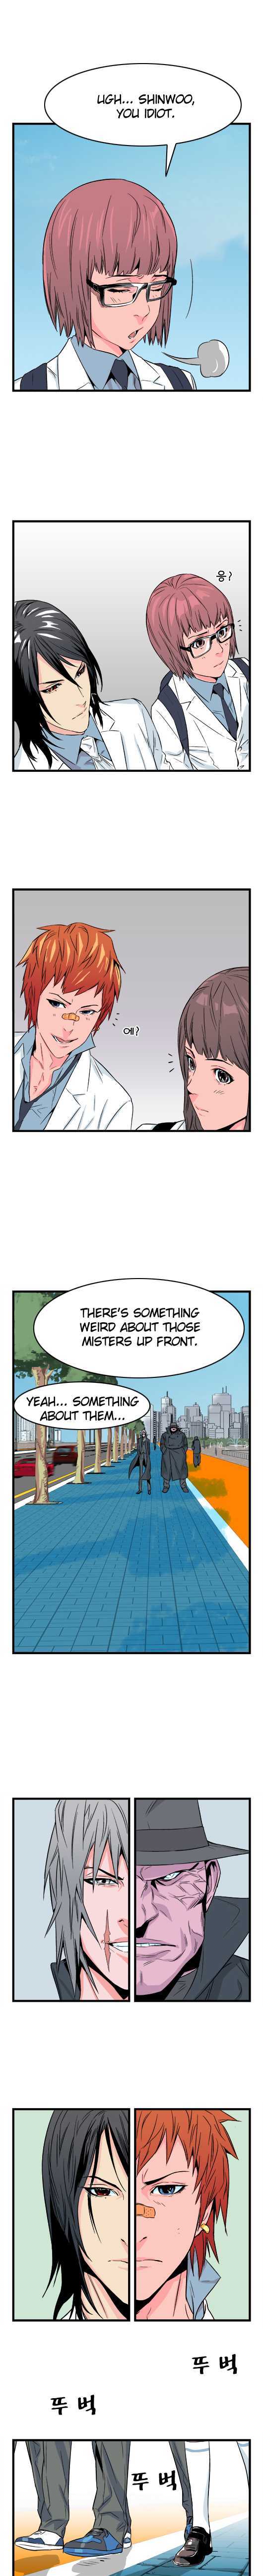 UGH... SHINWOO,
YOU IDIOT.
응?
예?
THERE'S SOMETHING
WEIRD ABOUT THOSE
MISTERS UP FRONT.
YEAH... SOMETHING
ABOUT THEM...
뚜 벅
뚜 벅
뚜 벅